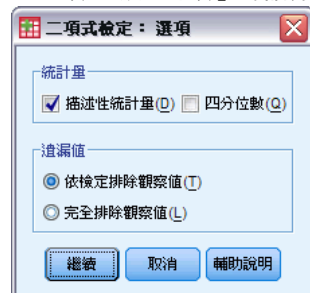 二項式檢定：選項
統計量
描述性統計量(D) 四分位數(Q)
遺漏值
依檢定排除觀察值(T)
完全排除觀察值(L)
繼續 取消 輔助說明